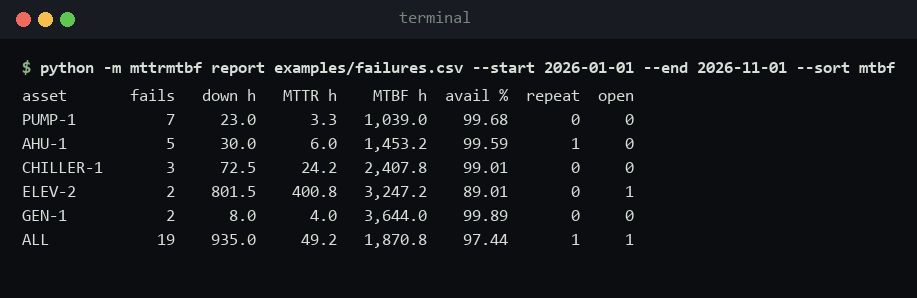 terminal
$ python -m mttrmtbf report examples/failures.csv --start 2026-01-01 --end 2026-11-01 --sort mtbf
asset fails down h MTTR h MTBF h avail % repeat open
PUMP-1 7 23.0 3.3 1,039.0 99.68 0 0
AHU-1 5 30.0 6.0 1,453.2 99.59 1 0
CHILLER-1 3 72.5 24.2 2,407.8 99.01 0 0
ELEV-2 2 801.5 400.8 3,247.2 89.01 0 1
GEN-1 2 8.0 4.0 3,644.0 99.89 0 0
ALL 19 935.0 49.2 1,870.8 97.44 1 1